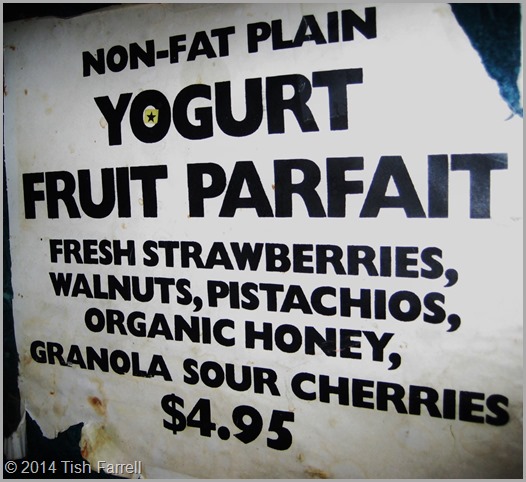 NON-FAT PLAIN
YOGURT
FRUIT PARFAIT
FRESH STRAWBERRIES,
WALNUTS, PISTACHIOS,
ORGANIC HONEY,
GRANOLA SOUR CHERRIES
$4.95
© 2014 Tish Farrell